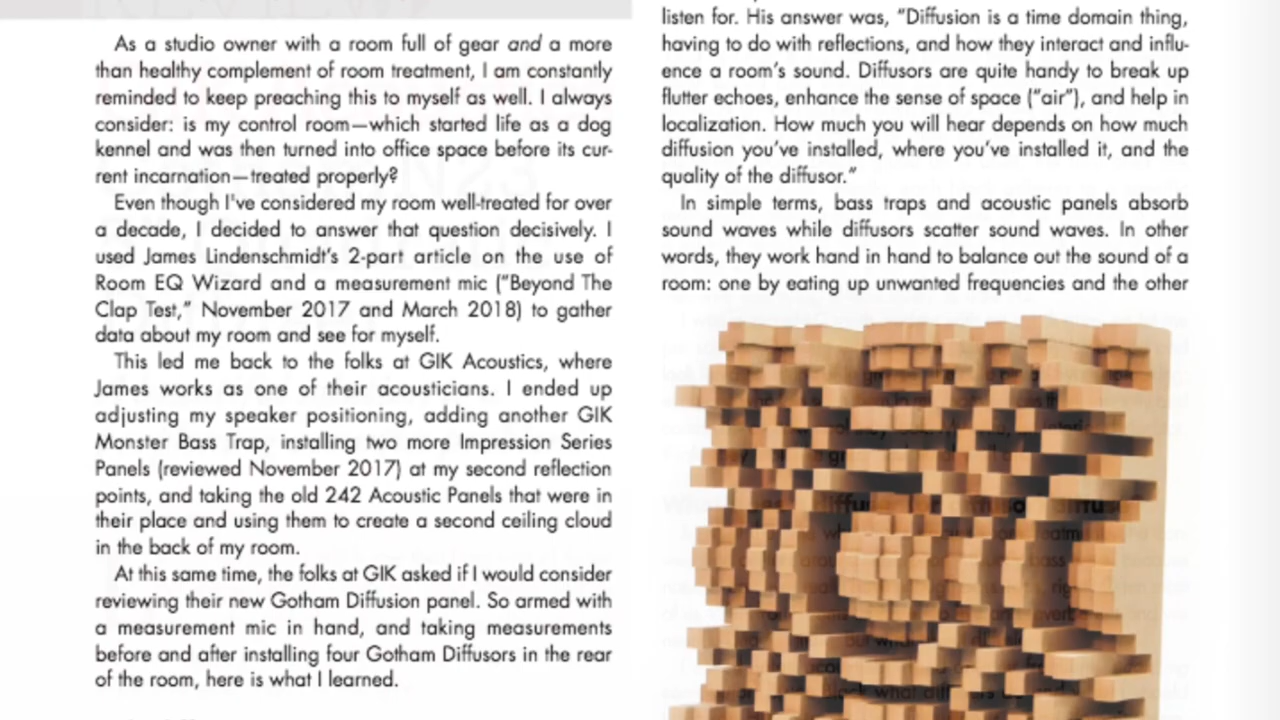 As a studio owner with a room full of gear and a more
than healthy complement of room treatment, I am constantly
reminded to keep preaching this to myself as well. I always
consider: is my control room—which started life as a dog
kennel and was then turned into office space before its cur-
rent incarnation—treated properly?
Even though I've considered my room well-treated for over
a decade, I decided to answer that question decisively. I
used James Lindenschmidt's 2-part article on the use of
Room EQ Wizard and a measurement mic ("Beyond The
Clap Test," November 2017 and March 2018) to gather
data about my room and see for myself.
This led me back to the folks at GIK Acoustics, where
James works as one of their acousticians. I ended up
adjusting my speaker positioning, adding another GIK
Monster Bass Trap, installing two more Impression Series
Panels (reviewed November 2017) at my second reflection
points, and taking the old 242 Acoustic Panels that were in
their place and using them to create a second ceiling cloud
in the back of my room.
At this same time, the folks at GIK asked if I would consider
reviewing their new Gotham Diffusion panel. So armed with
a measurement mic in hand, and taking measurements
before and after installing four Gotham Diffusors in the rear
of the room, here is what I learned.
listen for. His answer was, "Diffusion is a time domain thing,
having to do with reflections, and how they interact and influ-
ence a room's sound. Diffusors are quite handy to break up
flutter echoes, enhance the sense of space ("air"), and help in
localization. How much you will hear depends on how much
diffusion you've installed, where you've installed it, and the
quality of the diffusor."
In simple terms, bass traps and acoustic panels absorb
sound waves while diffusors scatter sound waves. In other
words, they work hand in hand to balance out the sound of a
room: one by eating up unwanted frequencies and the other